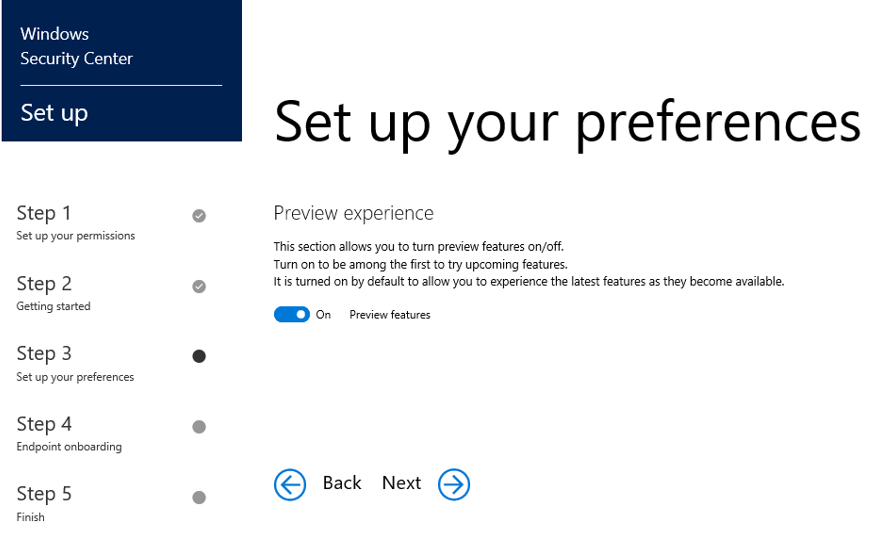 Windows
Security Center
Set up
Set up your preferences
Step 1
Set up your permissions
Step 2
Getting started
Step 3
Set up your preferences
Step 4
Endpoint onboarding
Step 5
Finish
Preview experience
This section allows you to turn preview features on/off.
Turn on to be among the first to try upcoming features.
It is turned on by default to allow you to experience the latest features as they become available.
On Preview features
Back Next